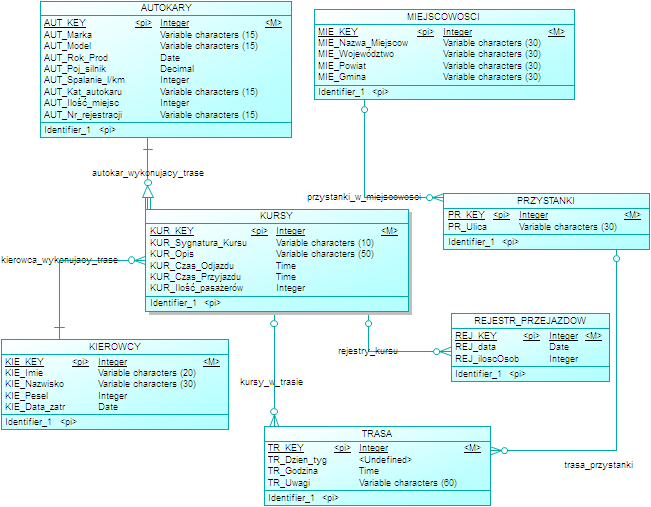 AUTOKARY
AUT_KEY <pi> Integer <M>
AUT_Marka Variable characters (15)
AUT_Model Variable characters (15)
AUT_Rok_Prod Date
AUT_Poj_silnik Decimal
AUT_Spalanie_l/km Integer
AUT_Kat_autokaru Variable characters (15)
AUT_Ilość_miejsc Integer
AUT_Nr_rejestracji Variable characters (15)
Identifier_1 <pi>
MIEJSCOWOSCI
MIE_KEY <pi> Integer <M>
MIE_Nazwa_Miejscow Variable characters (30)
MIE_Województwo Variable characters (30)
MIE_Powiat Variable characters (30)
MIE_Gmina Variable characters (30)
Identifier_1 <pi>
autokar_wykonujacy_trase
przystanki_w_miejscowosci
PRZYSTANKI
PR_KEY <pi> Integer <M>
PR_Ulica Variable characters (30)
Identifier_1 <pi>
KURSY
KUR_KEY <pi> Integer <M>
KUR_Sygnatura_Kursu Variable characters (10)
KUR_Opis Variable characters (50)
KUR_Czas_Odjazdu Time
KUR_Czas_Przyjazdu Time
KUR_Ilość_pasażerów Integer
Identifier_1 <pi>
kierowca_wykonujacy_trase
REJESTR_PRZEJAZDOW
REJ_KEY <pi> Integer <M>
REJ_data Date
REJ_iloscOsob Integer
Identifier_1 <pi>
KIEROWCY
KIE_KEY <pi> Integer <M>
KIE_Imie Variable characters (20)
KIE_Nazwisko Variable characters (30)
KIE_Pesel Integer
KIE_Data_zatr Date
Identifier_1 <pi>
rejestry_kursu
kursy_w_trasie
TRASA
TR_KEY <pi> Integer <M>
TR_Dzien_tyg <Undefined>
TR_Godzina Time
TR_Uwagi Variable characters (60)
Identifier_1 <pi>
trasa_przystanki